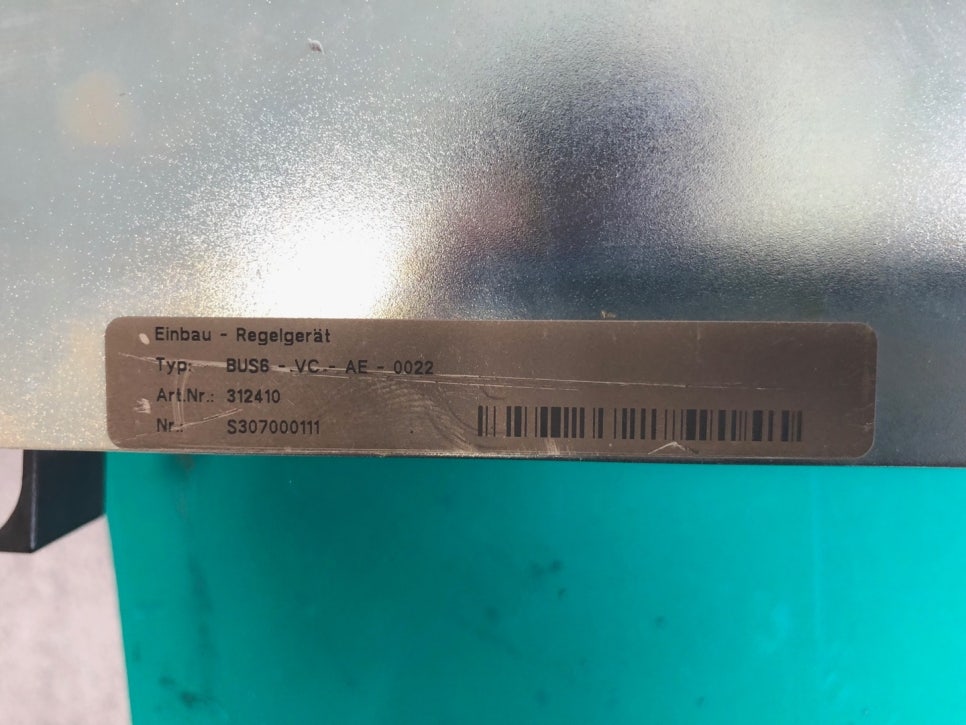 Einbau - Regelgerät
Typ: BUS6 - VC - AE - 0022
Art.Nr.: 312410
Nr.: S307000111